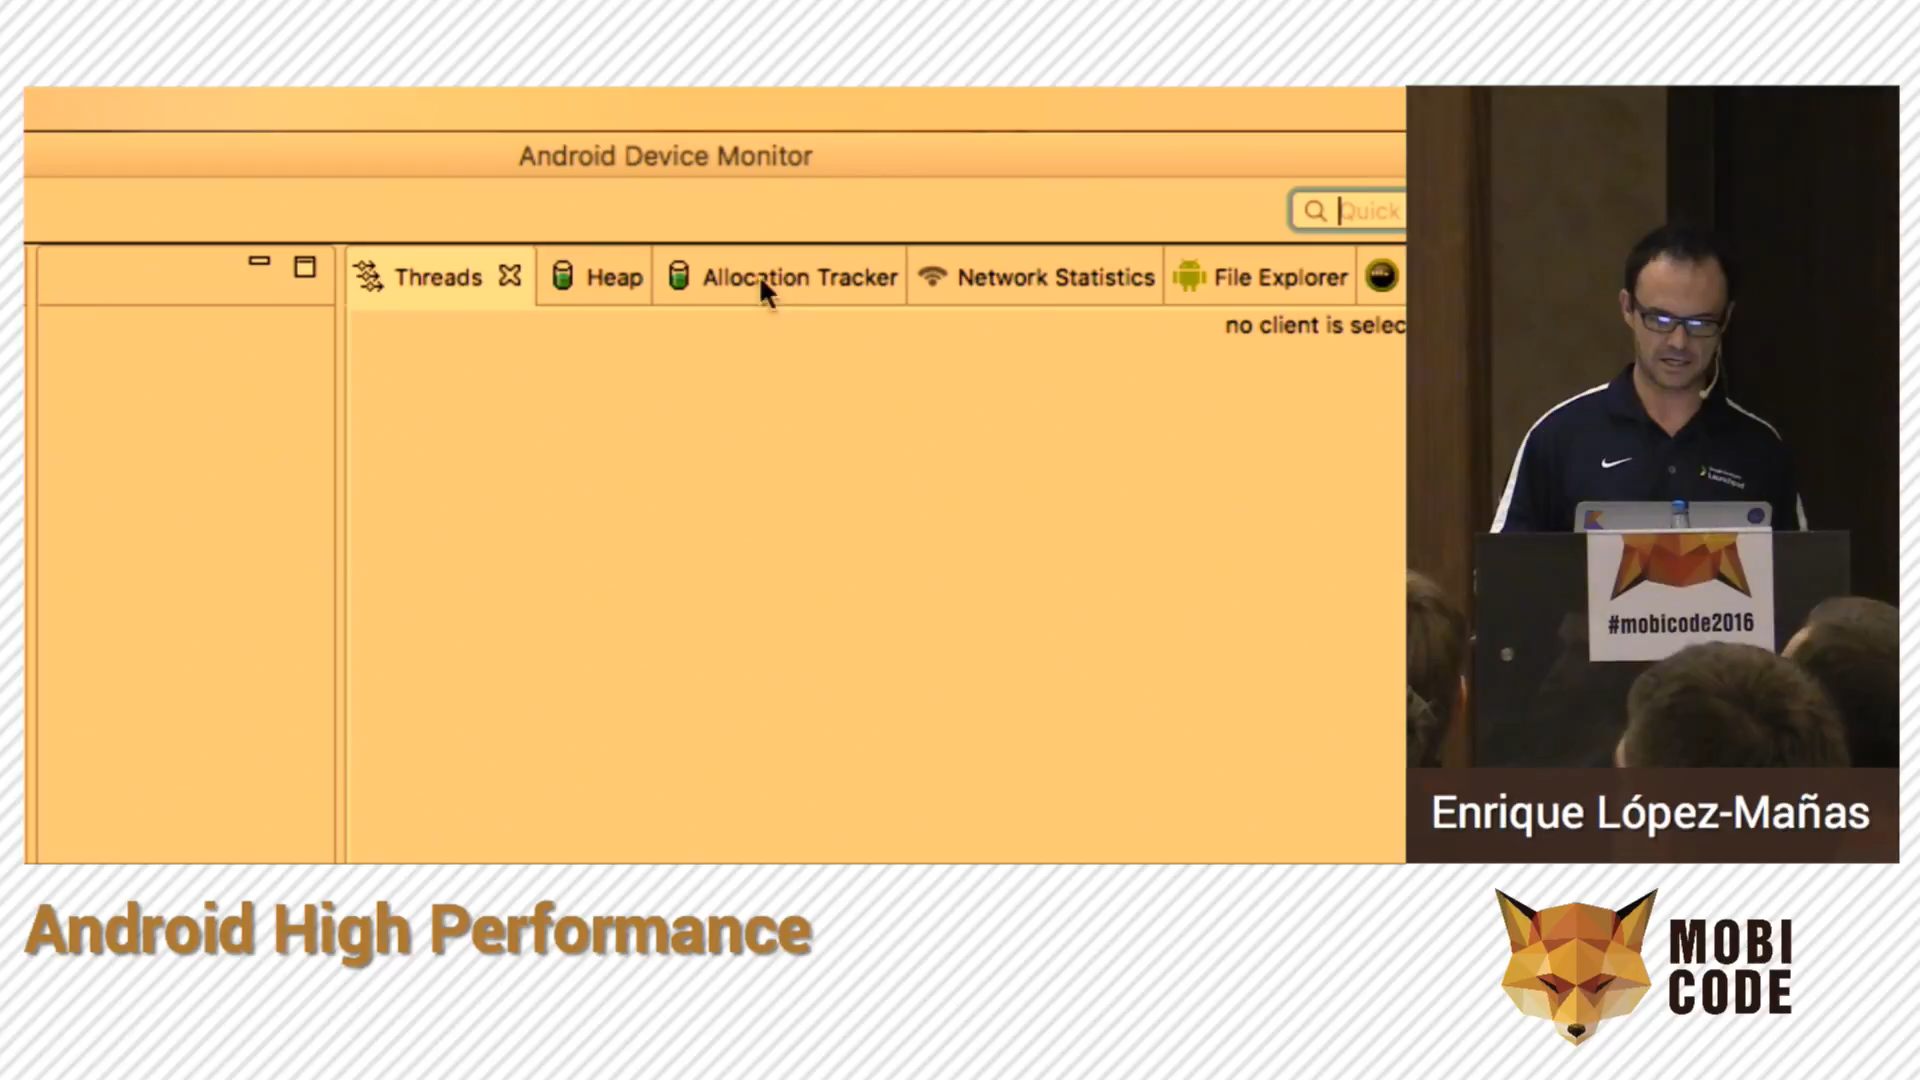 Android Device Monitor
Quick
Threads
Heap
Allocation Tracker
Network Statistics
File Explorer
no client is selec
Launchpad
#mobicode2016
Enrique López-Mañas
Android High Performance
MOBI
CODE